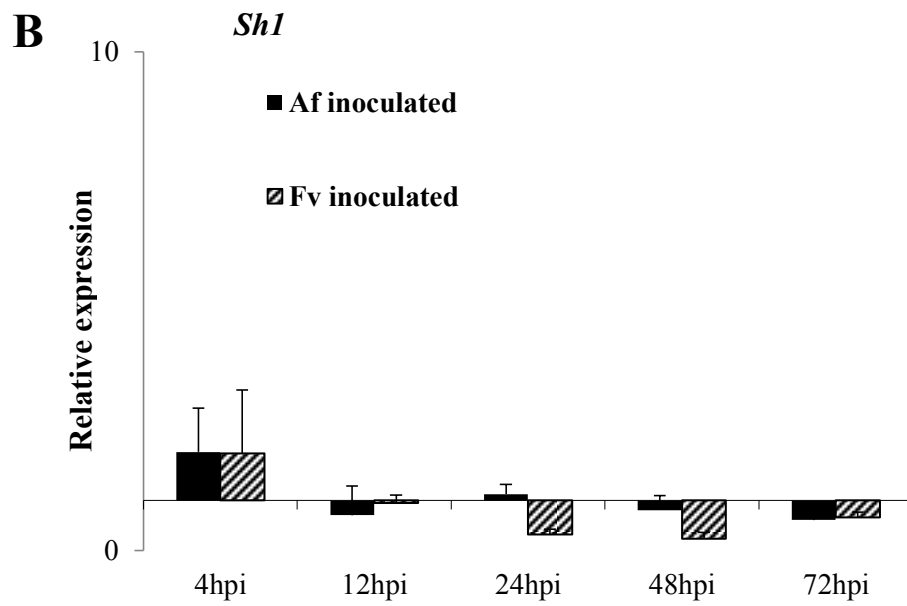 B
Sh1
10
Af inoculated
Fv inoculated
Relative expression
0
4hpi 12hpi 24hpi 48hpi 72hpi